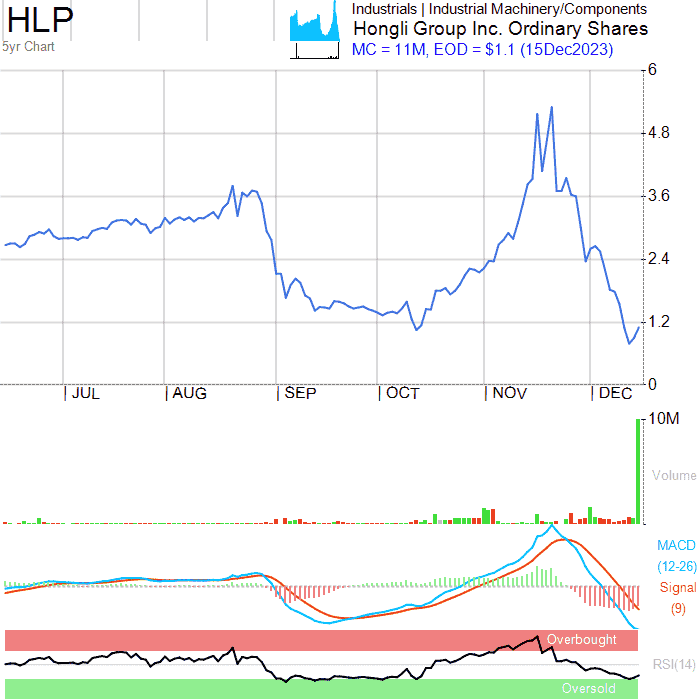 HLP
5yr Chart
Industrials | Industrial Machinery/Components
Hongli Group Inc. Ordinary Shares
MC = 11M, EOD = $1.1 (15Dec2023)
6
4.8
3.6
2.4
1.2
0
JUL AUG SEP OCT NOV DEC
10M
Volume
MACD
(12-26)
Signal
(9)
Overbought
RSI(14)
Oversold